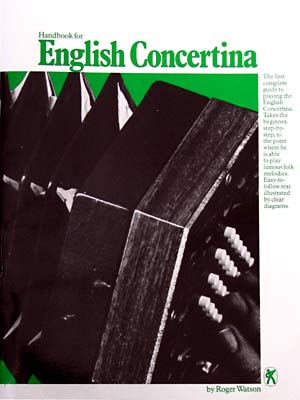 Handbook for
English Concertina
The first
complete
guide to
playing the
English
Concertina.
Takes the
beginner,
step-by-
step, to
the point
where he
is able
to play
famous folk
melodies.
Easy-to-
follow text
illustrated
by clear
diagrams.
by Roger Watson